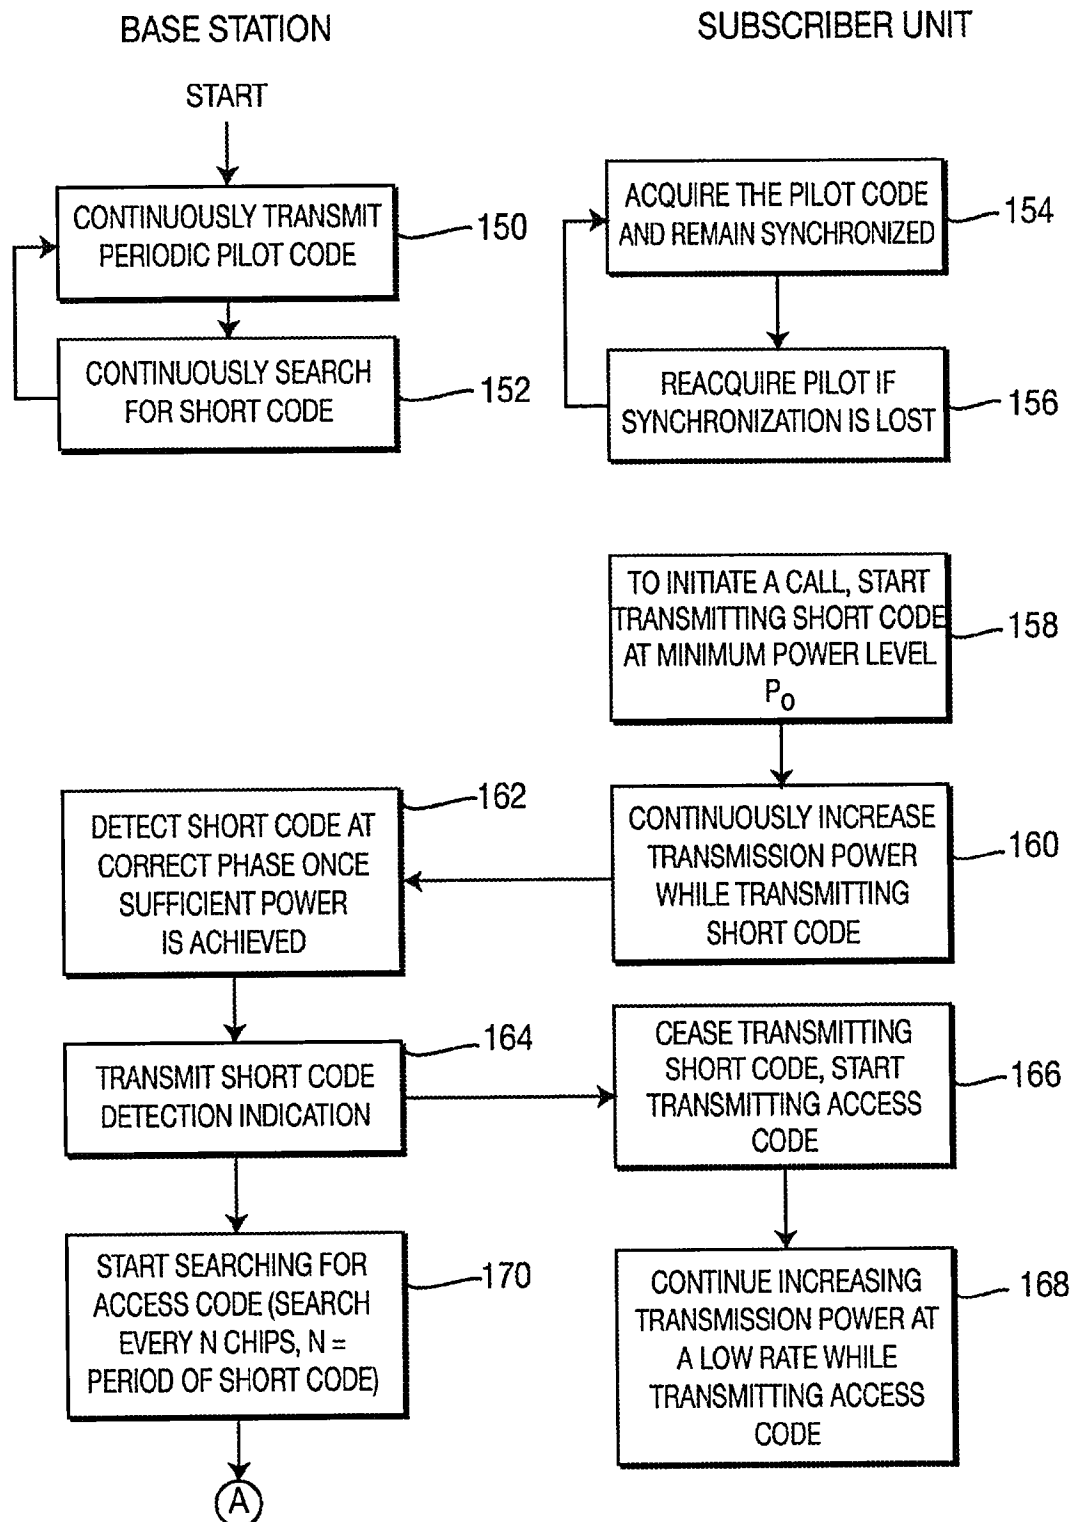 BASE STATION
SUBSCRIBER UNIT
START
CONTINUOUSLY TRANSMIT
PERIODIC PILOT CODE
150
CONTINUOUSLY SEARCH
FOR SHORT CODE
152
ACQUIRE THE PILOT CODE
AND REMAIN SYNCHRONIZED
154
REACQUIRE PILOT IF
SYNCHRONIZATION IS LOST
156
TO INITIATE A CALL, START
TRANSMITTING SHORT CODE
AT MINIMUM POWER LEVEL
P0
158
CONTINUOUSLY INCREASE
TRANSMISSION POWER
WHILE TRANSMITTING
SHORT CODE
160
DETECT SHORT CODE AT
CORRECT PHASE ONCE
SUFFICIENT POWER
IS ACHIEVED
162
TRANSMIT SHORT CODE
DETECTION INDICATION
164
CEASE TRANSMITTING
SHORT CODE, START
TRANSMITTING ACCESS
CODE
166
CONTINUE INCREASING
TRANSMISSION POWER AT
A LOW RATE WHILE
TRANSMITTING ACCESS
CODE
168
START SEARCHING FOR
ACCESS CODE (SEARCH
EVERY N CHIPS, N =
PERIOD OF SHORT CODE)
170
A